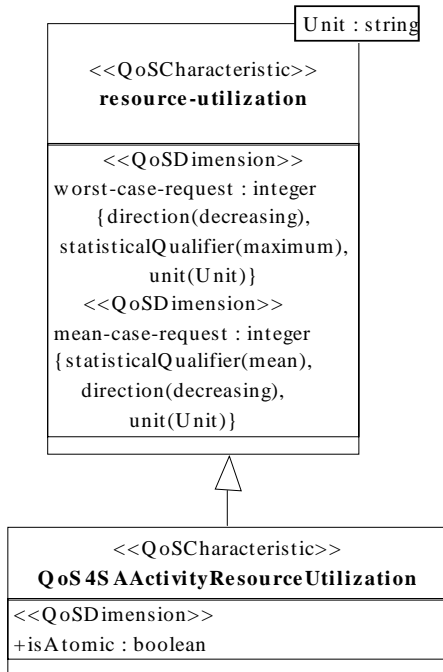 Unit : string
<<QoSCharacteristic>>
resource-utilization
<<QoSDimension>>
worst-case-request : integer
{direction(decreasing),
statisticalQualifier(maximum),
unit(Unit)}
<<QoSDimension>>
mean-case-request : integer
{statisticalQualifier(mean),
direction(decreasing),
unit(Unit)}
<<QoSCharacteristic>>
QoS4SAActivityResourceUtilization
<<QoSDimension>>
+isAtomic : boolean